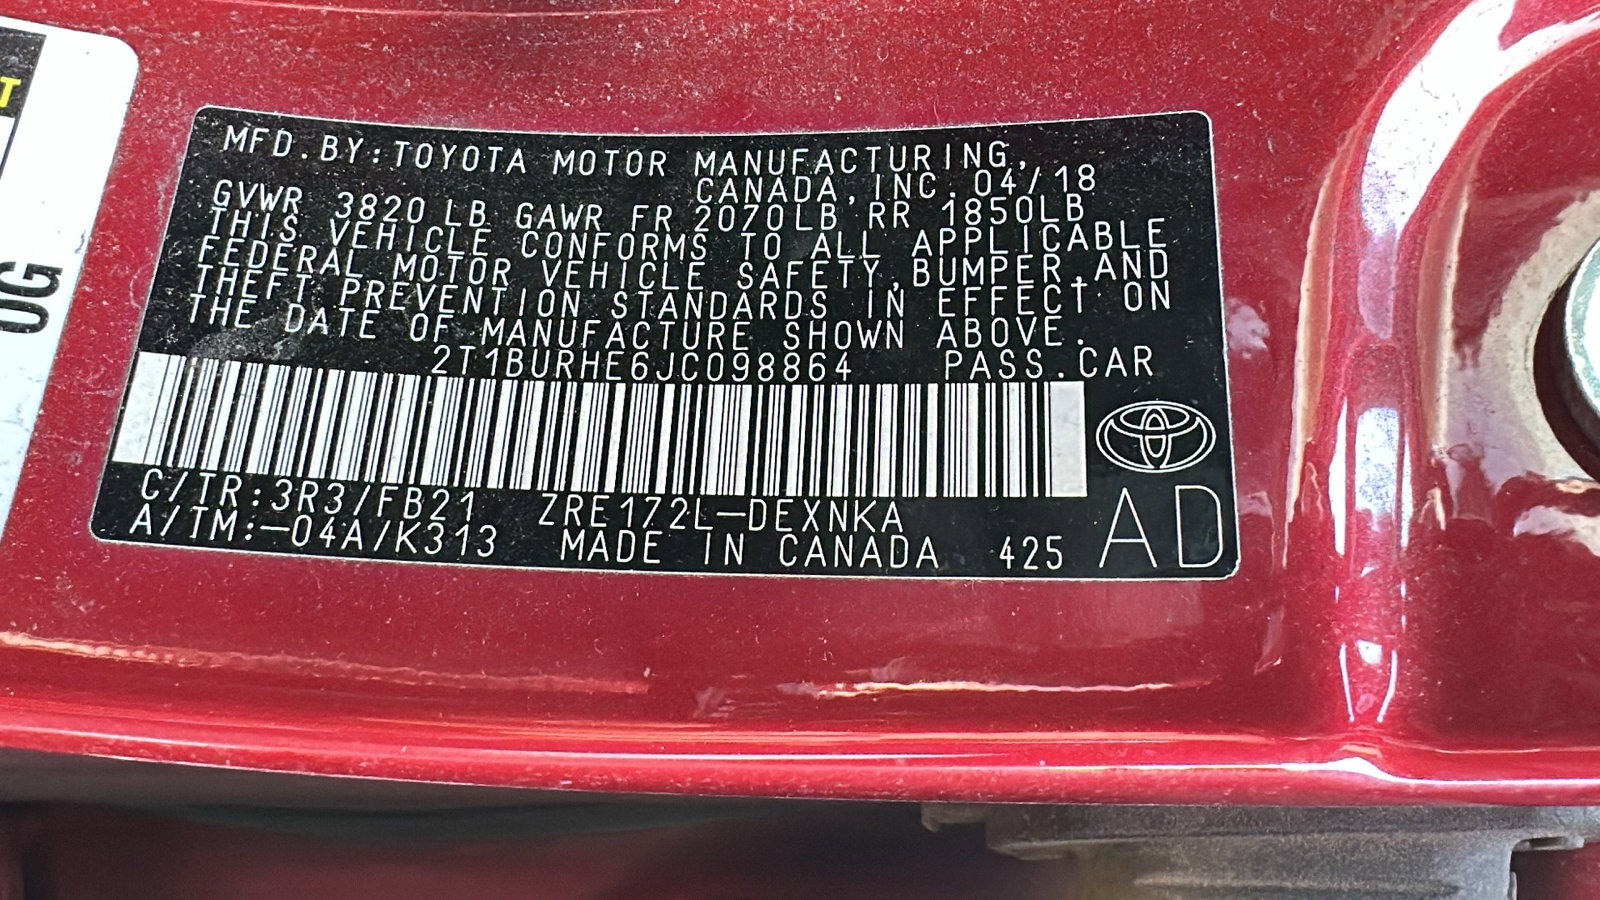 MFD.BY:TOYOTA MOTOR MANUFACTURING,
CANADA,INC.04/18
GVWR 3820LB GAWR FR 2070LB RR 1850LB
THIS VEHICLE CONFORMS TO ALL APPLICABLE
FEDERAL MOTOR VEHICLE SAFETY,BUMPER,AND
THEFT PREVENTION STANDARDS IN EFFECT ON
THE DATE OF MANUFACTURE SHOWN ABOVE.
2T1BURHE6JC098864 PASS.CAR
C/TR:3R3/FB21 ZRE172L-DEXNKA
A/TM:-04A/K313 MADE IN CANADA 425
AD
T